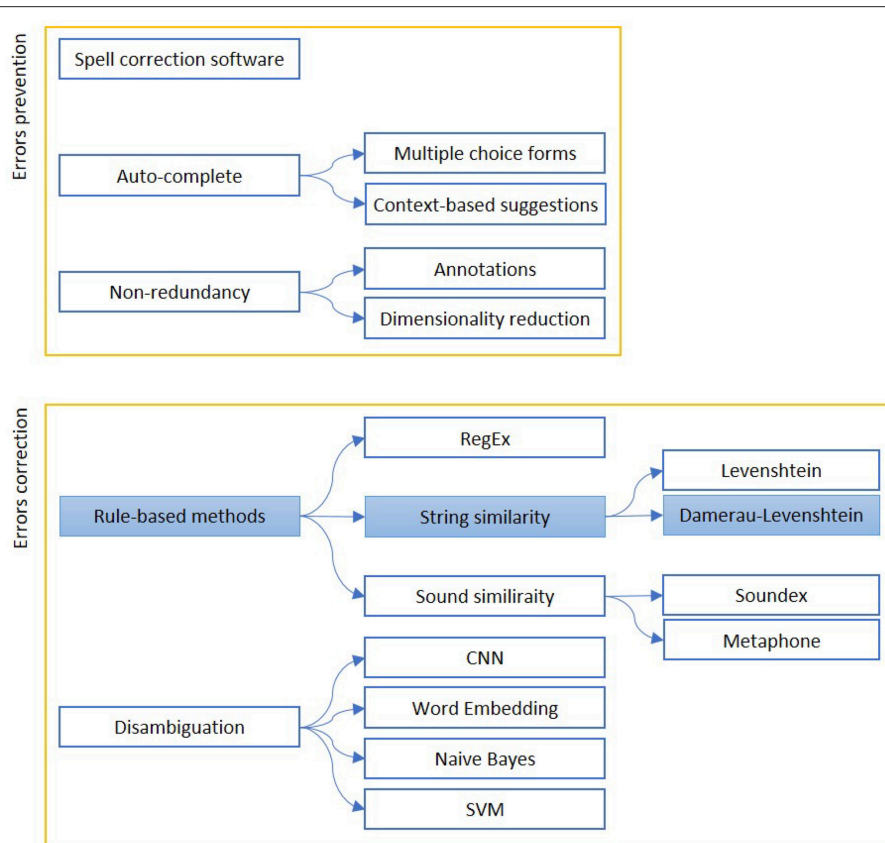 Errors prevention
Spell correction software
Auto-complete
Multiple choice forms
Context-based suggestions
Non-redundancy
Annotations
Dimensionality reduction
Errors correction
Rule-based methods
RegEx
String similarity
Levenshtein
Damerau-Levenshtein
Sound similiraity
Soundex
Metaphone
Disambiguation
CNN
Word Embedding
Naive Bayes
SVM